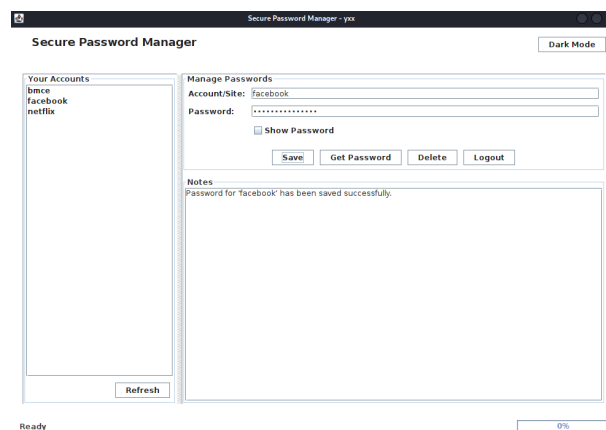 Secure Password Manager - yxx
Secure Password Manager
Dark Mode
Your Accounts
bmce
facebook
netflix
Refresh
Manage Passwords
Account/Site: facebook
Password: •••••••••••••••
Show Password
Save Get Password Delete Logout
Notes
Password for 'facebook' has been saved successfully.
Ready
0%